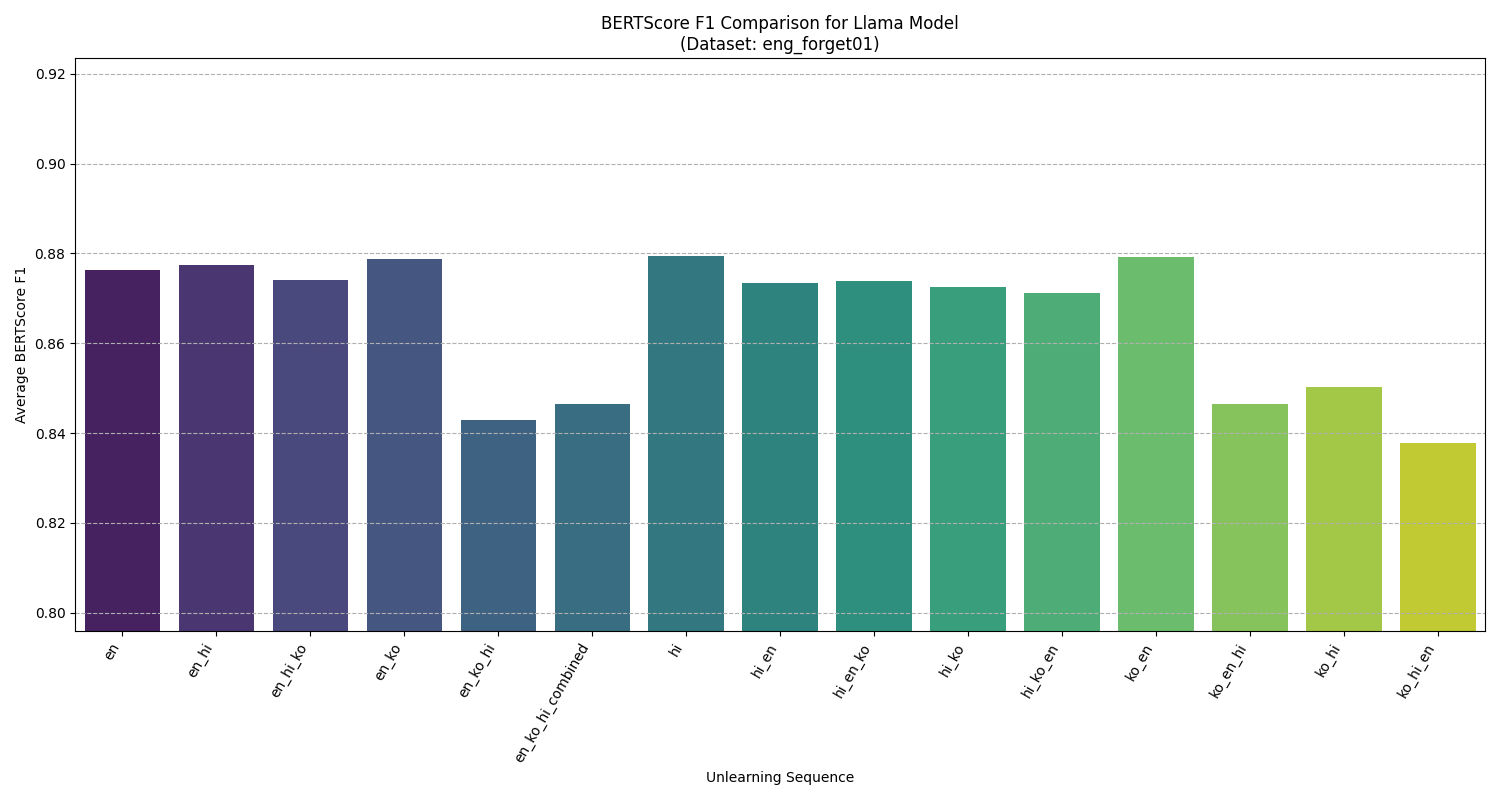 BERTScore F1 Comparison for Llama Model
(Dataset: eng_forget01)
Average BERTScore F1
0.92
0.90
0.88
0.86
0.84
0.82
0.80
en
en_hi
en_hi_ko
en_ko
en_ko_hi
en_ko_hi_combined
hi
hi_en
hi_en_ko
hi_ko
hi_ko_en
ko_en
ko_en_hi
ko_hi
ko_hi_en
Unlearning Sequence